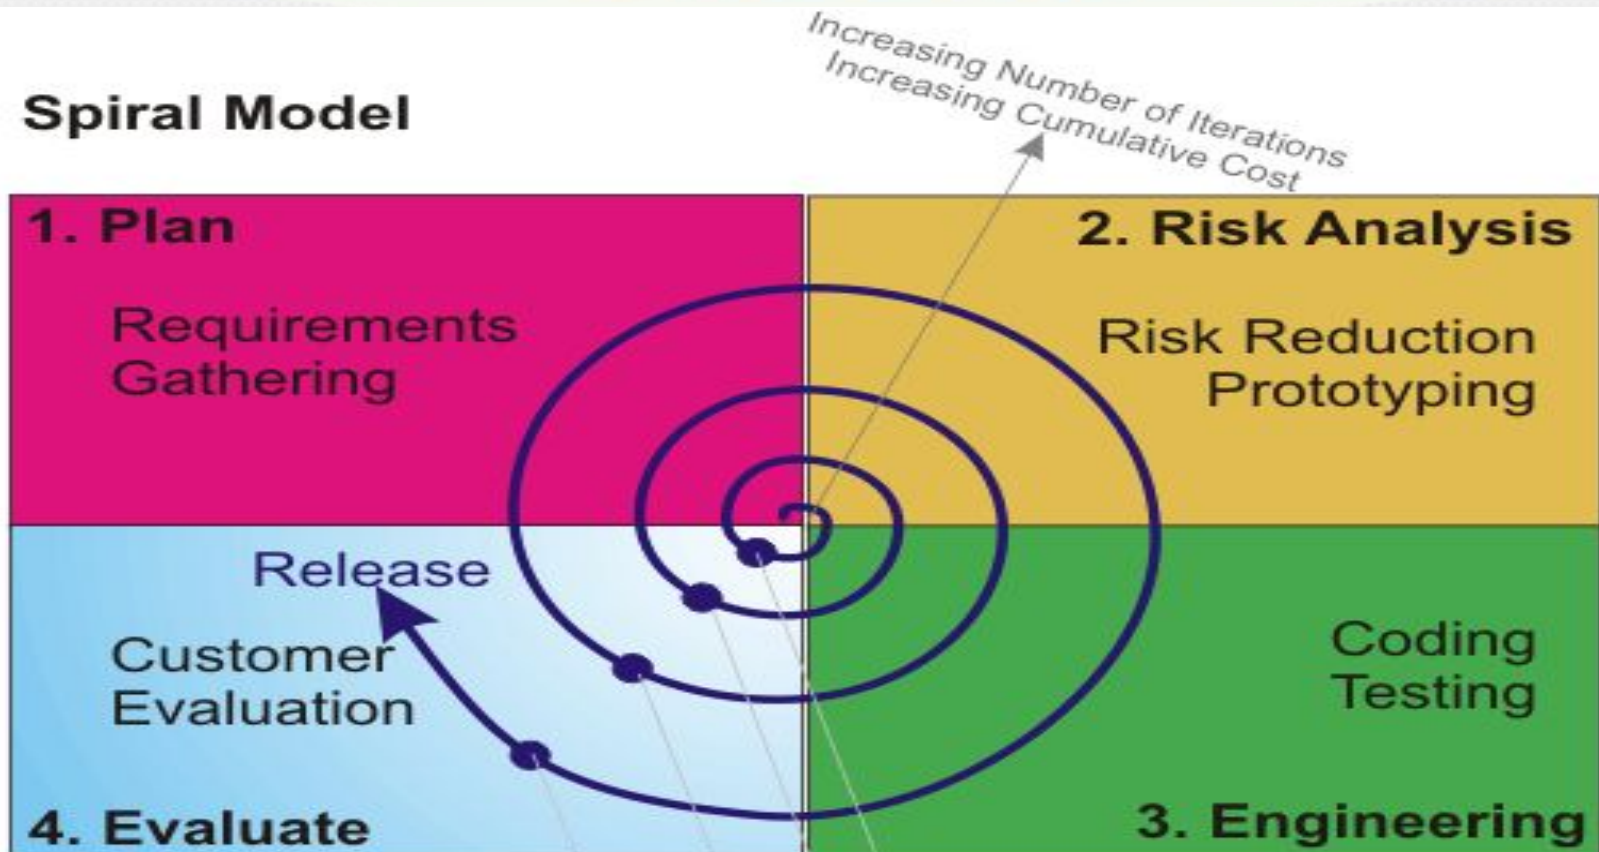 Spiral Model
Increasing Number of Iterations
Increasing Cumulative Cost
1. Plan
Requirements
Gathering
2. Risk Analysis
Risk Reduction
Prototyping
Release
Customer
Evaluation
4. Evaluate
Coding
Testing
3. Engineering